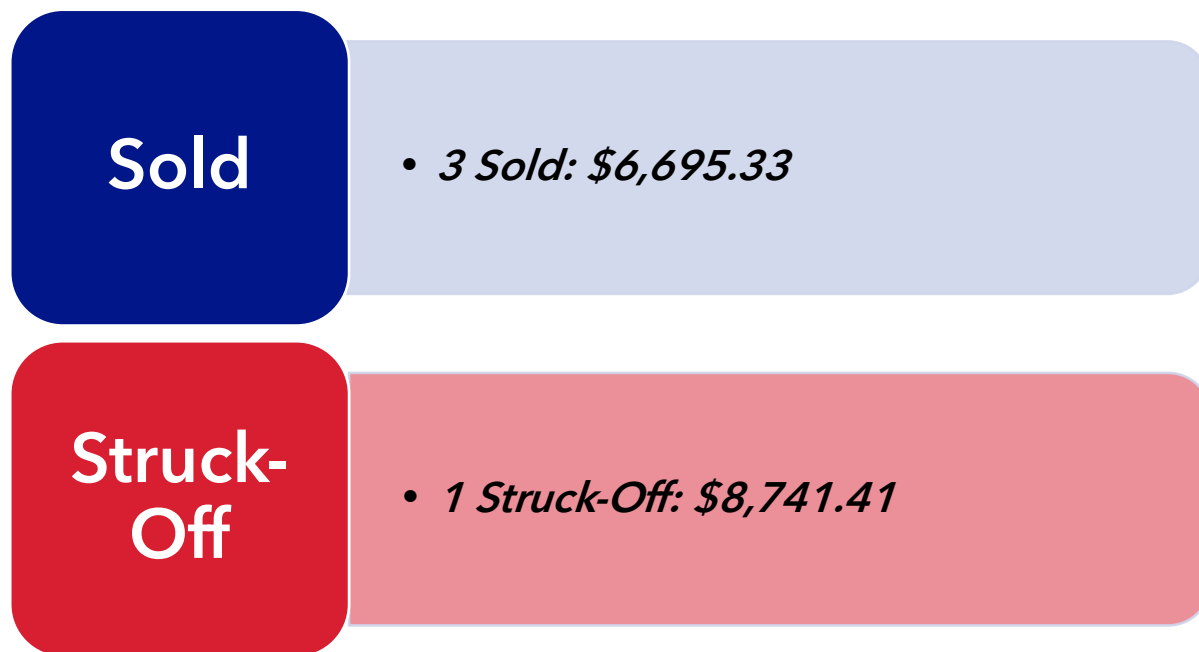 Sold
• 3 Sold: $6,695.33
Struck-
Off
• 1 Struck-Off: $8,741.41